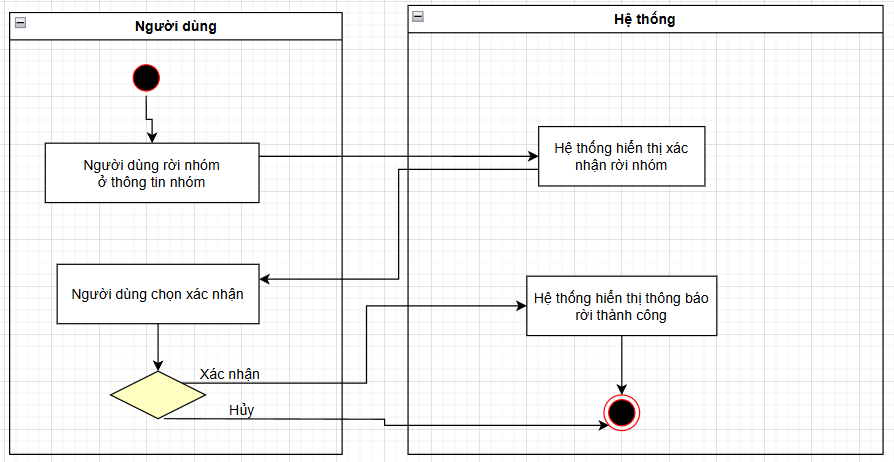 Người dùng
Hệ thống
Người dùng rời nhóm
ở thông tin nhóm
Hệ thống hiển thị xác
nhận rời nhóm
Người dùng chọn xác nhận
Hệ thống hiển thị thông báo
rời thành công
Xác nhận
Hủy